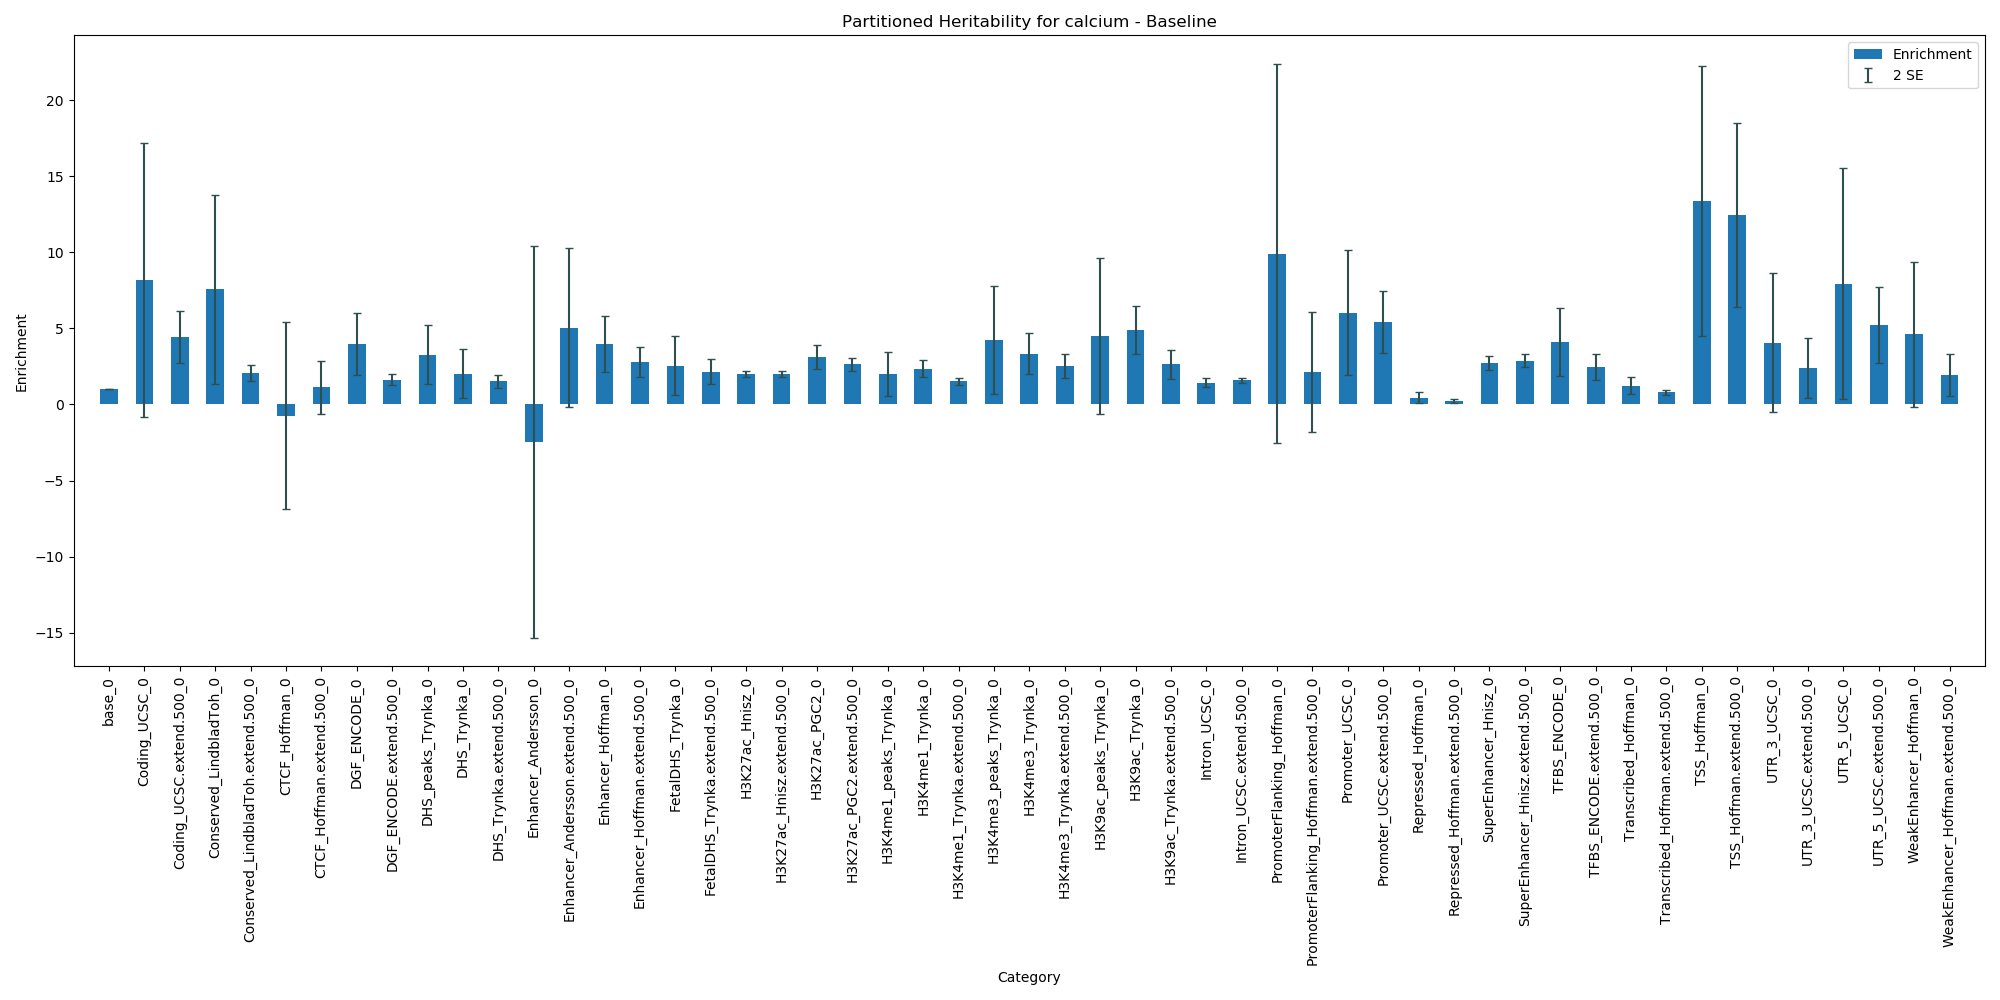 Partitioned Heritability for calcium - Baseline
Enrichment
2 SE
Enrichment
20
15
10
5
0
−5
−10
−15
base_0
Coding_UCSC_0
Coding_UCSC.extend.500_0
Conserved_LindbladToh_0
Conserved_LindbladToh.extend.500_0
CTCF_Hoffman_0
CTCF_Hoffman.extend.500_0
DGF_ENCODE_0
DGF_ENCODE.extend.500_0
DHS_peaks_Trynka_0
DHS_Trynka_0
DHS_Trynka.extend.500_0
Enhancer_Andersson_0
Enhancer_Andersson.extend.500_0
Enhancer_Hoffman_0
Enhancer_Hoffman.extend.500_0
FetalDHS_Trynka_0
FetalDHS_Trynka.extend.500_0
H3K27ac_Hnisz_0
H3K27ac_Hnisz.extend.500_0
H3K27ac_PGC2_0
H3K27ac_PGC2.extend.500_0
H3K4me1_peaks_Trynka_0
H3K4me1_Trynka_0
H3K4me1_Trynka.extend.500_0
H3K4me3_peaks_Trynka_0
H3K4me3_Trynka_0
H3K4me3_Trynka.extend.500_0
H3K9ac_peaks_Trynka_0
H3K9ac_Trynka_0
H3K9ac_Trynka.extend.500_0
Intron_UCSC_0
Intron_UCSC.extend.500_0
PromoterFlanking_Hoffman_0
PromoterFlanking_Hoffman.extend.500_0
Promoter_UCSC_0
Promoter_UCSC.extend.500_0
Repressed_Hoffman_0
Repressed_Hoffman.extend.500_0
SuperEnhancer_Hnisz_0
SuperEnhancer_Hnisz.extend.500_0
TFBS_ENCODE_0
TFBS_ENCODE.extend.500_0
Transcribed_Hoffman_0
Transcribed_Hoffman.extend.500_0
TSS_Hoffman_0
TSS_Hoffman.extend.500_0
UTR_3_UCSC_0
UTR_3_UCSC.extend.500_0
UTR_5_UCSC_0
UTR_5_UCSC.extend.500_0
WeakEnhancer_Hoffman_0
WeakEnhancer_Hoffman.extend.500_0
Category